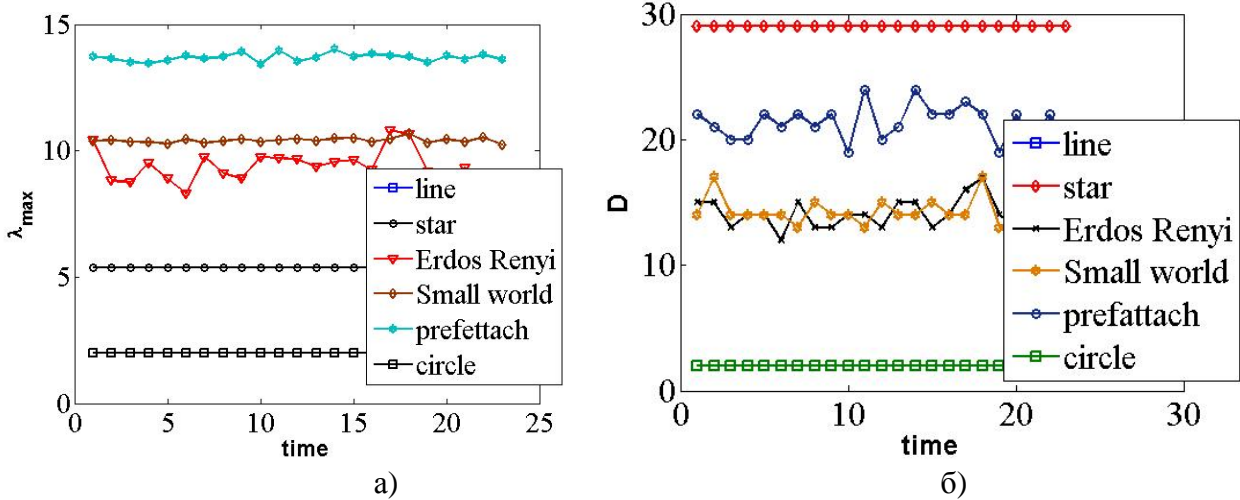 15
10
5
0
0
5
10
15
20
25
λmax
time
line
star
Erdos Renyi
Small world
prefettach
circle
а)
30
20
10
0
0
10
20
30
D
time
line
star
Erdos Renyi
Small world
prefattach
circle
б)